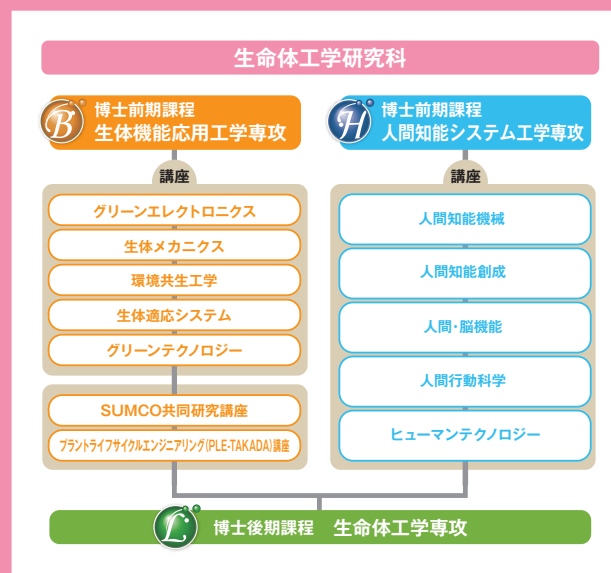 生命体工学研究科
B
博士前期課程
生体機能応用工学専攻
講座
グリーンエレクトロニクス
生体メカニクス
環境共生工学
生体適応システム
グリーンテクノロジー
SUMCO共同研究講座
プラントライフサイクルエンジニアリング(PLE-TAKADA)講座
H
博士前期課程
人間知能システム工学専攻
講座
人間知能機械
人間知能創成
人間・脳機能
人間行動科学
ヒューマンテクノロジー
L
博士後期課程 生命体工学専攻